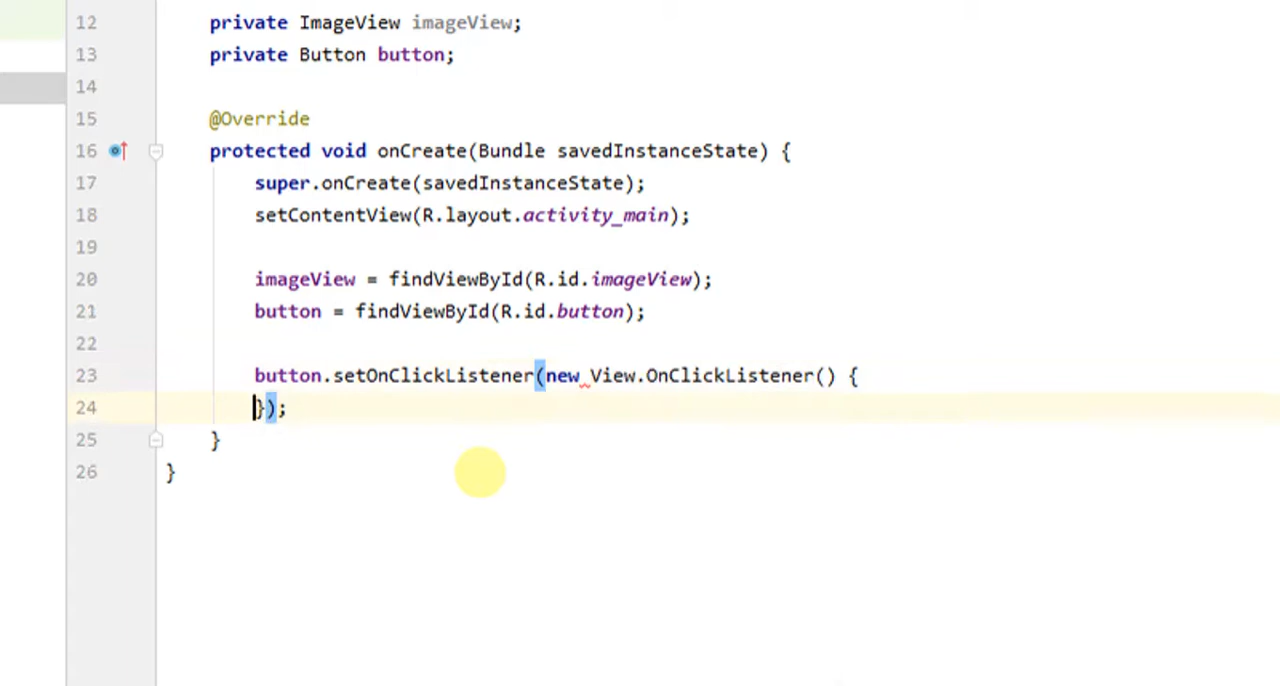 12 private ImageView imageView;
13 private Button button;
14
15 @Override
16 protected void onCreate(Bundle savedInstanceState) {
17 super.onCreate(savedInstanceState);
18 setContentView(R.layout.activity_main);
19
20 imageView = findViewById(R.id.imageView);
21 button = findViewById(R.id.button);
22
23 button.setOnClickListener(new View.OnClickListener() {
24 });
25 }
26 }